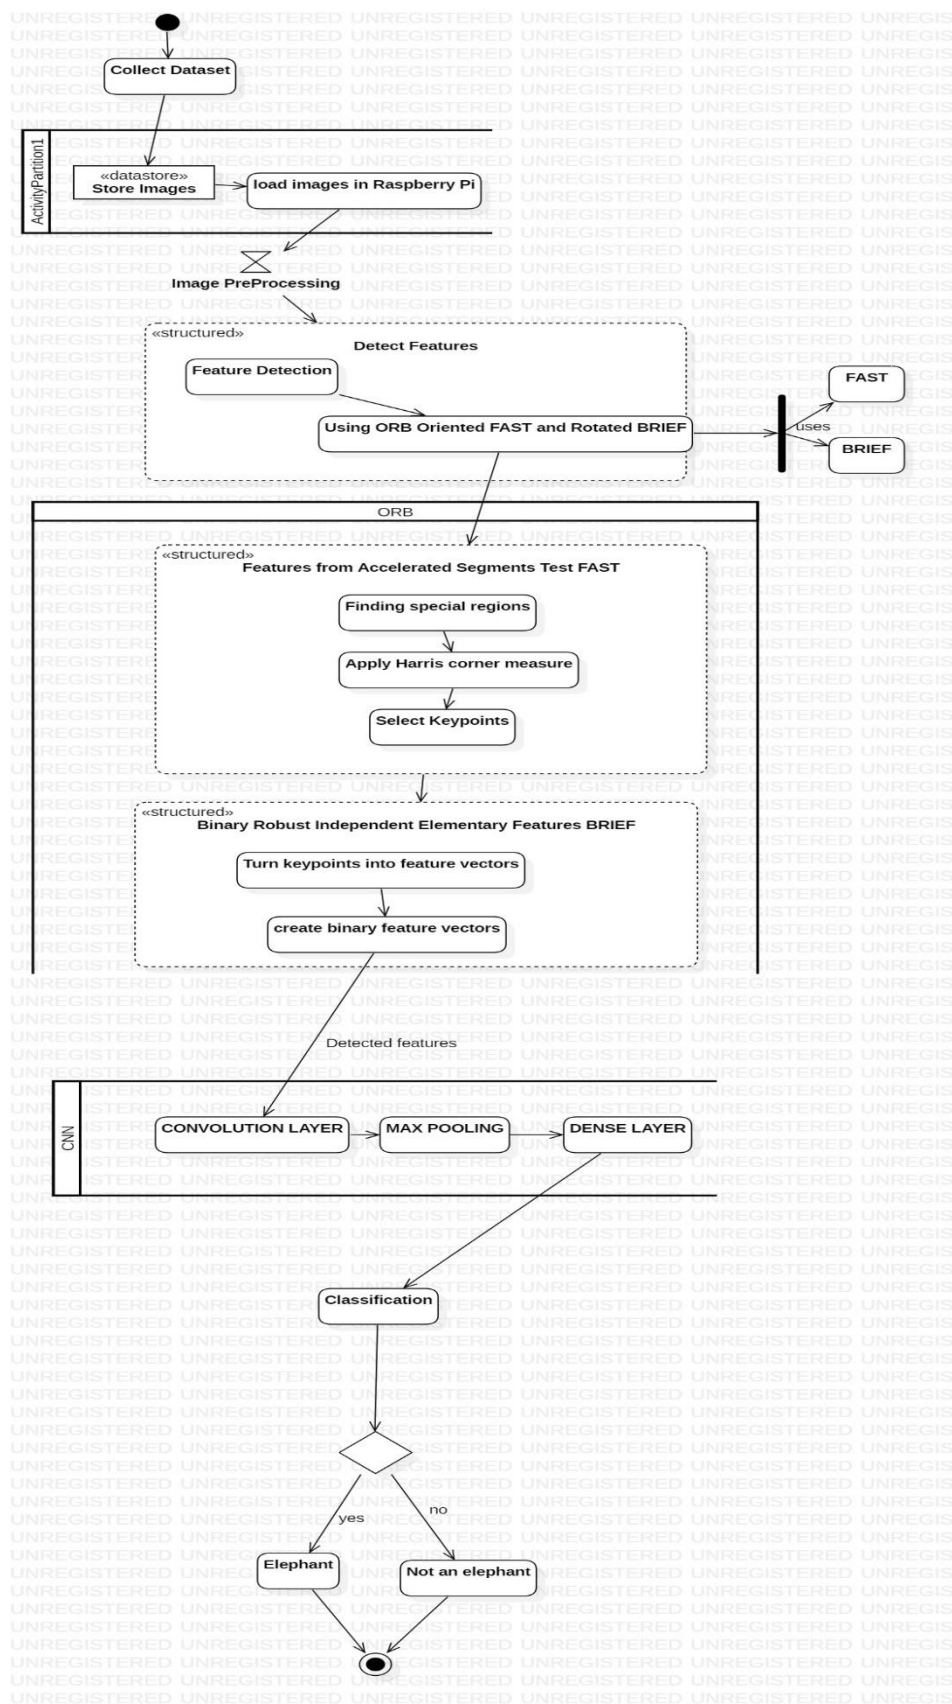 Collect Dataset
ActivityPartition1
«datastore»
Store Images
load images in Raspberry Pi
Image PreProcessing
«structured»
Detect Features
Feature Detection
Using ORB Oriented FAST and Rotated BRIEF
uses
FAST
BRIEF
ORB
«structured»
Features from Accelerated Segments Test FAST
Finding special regions
Apply Harris corner measure
Select Keypoints
«structured»
Binary Robust Independent Elementary Features BRIEF
Turn keypoints into feature vectors
create binary feature vectors
Detected features
CNN
CONVOLUTION LAYER
MAX POOLING
DENSE LAYER
Classification
yes
no
Elephant
Not an elephant
UNREGISTERED